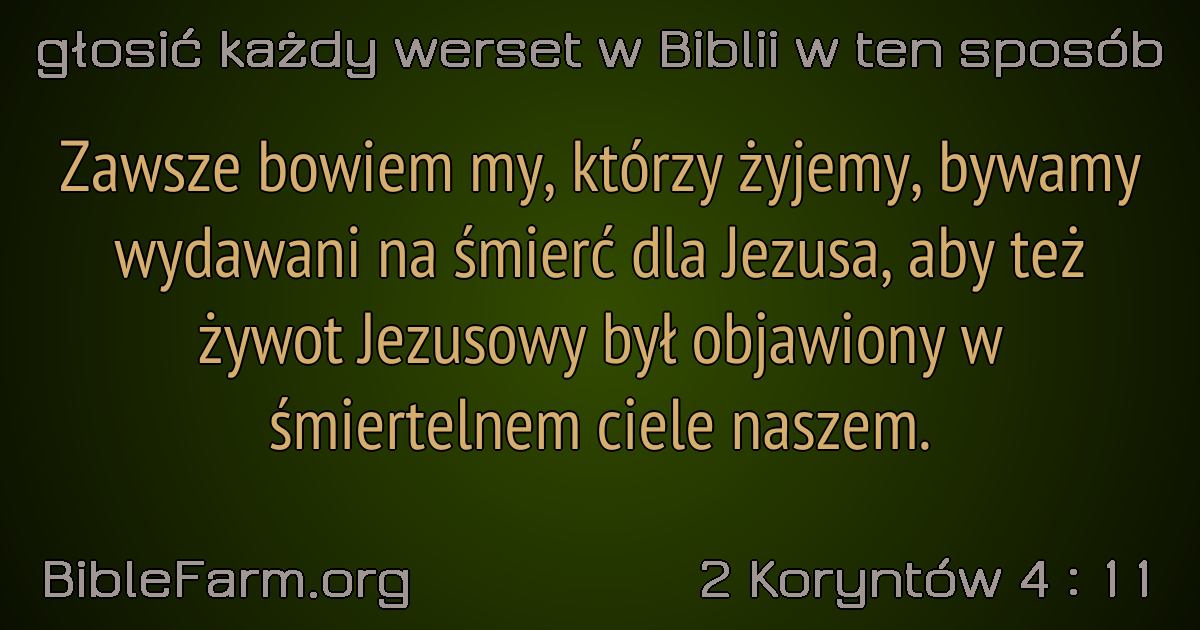 głosić każdy werset w Biblii w ten sposób
Zawsze bowiem my, którzy żyjemy, bywamy
wydawani na śmierć dla Jezusa, aby też
żywot Jezusowy był objawiony w
śmiertelnem ciele naszem.
BibleFarm.org
2 Koryntów 4 : 11